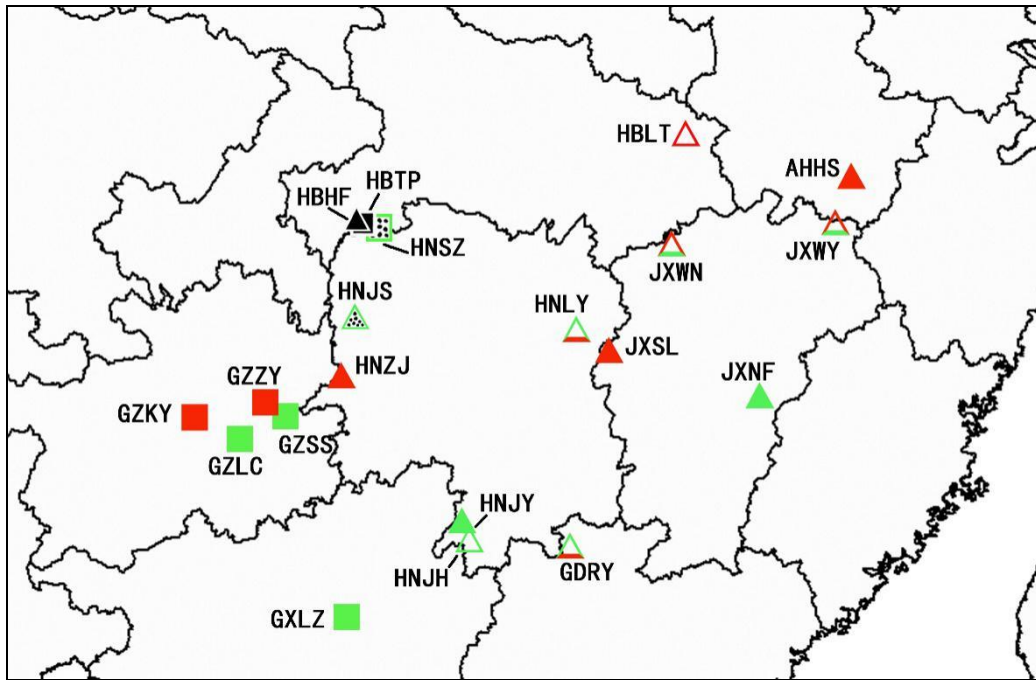 HBLT
AHHS
HBTP
HBHF
HNSZ
JXWN
JXWY
HNJS
HNLY
JXSL
HNZJ
GZZY
JXNF
GZKY
GZSS
GZLC
HNJY
HNJH
GDRY
GXLZ